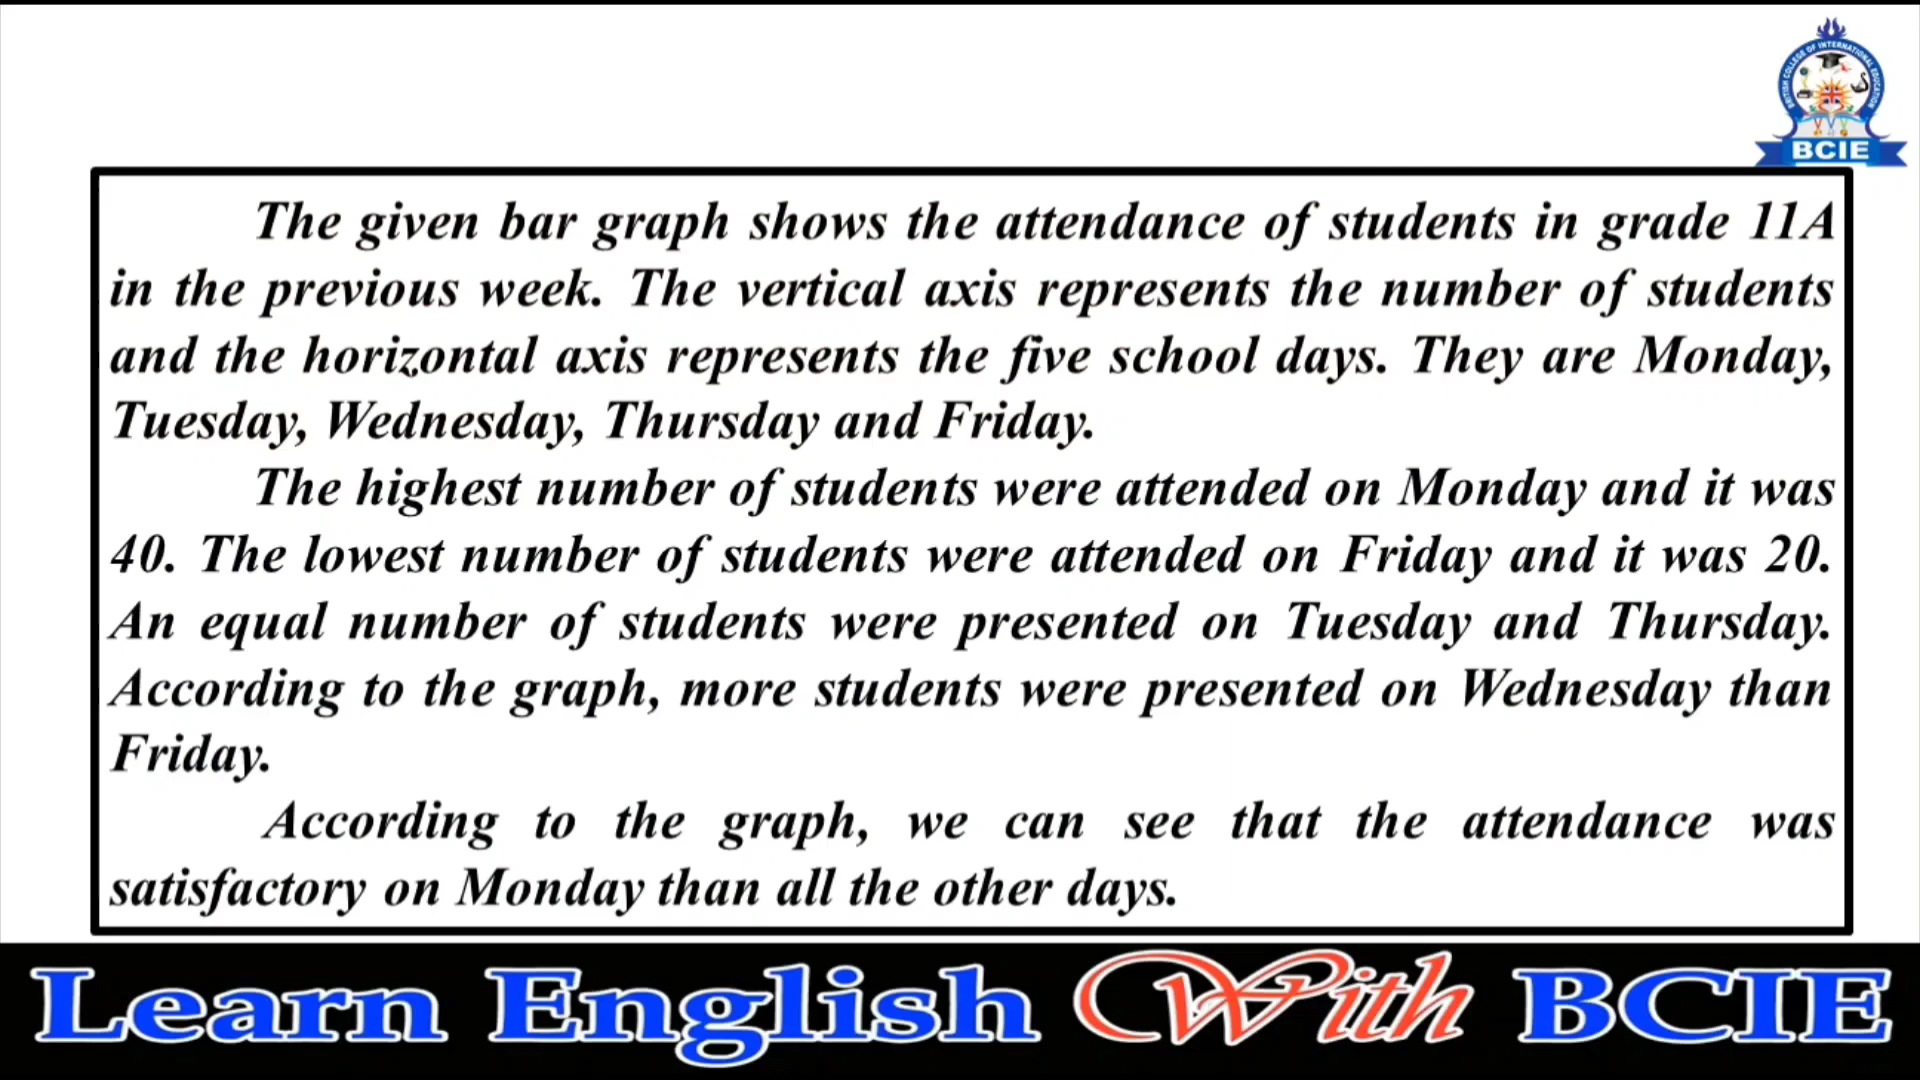 BRITISH COLLEGE OF INTERNATIONAL EDUCATION
BCIE
The given bar graph shows the attendance of students in grade 11A
in the previous week. The vertical axis represents the number of students
and the horizontal axis represents the five school days. They are Monday,
Tuesday, Wednesday, Thursday and Friday.
The highest number of students were attended on Monday and it was
40. The lowest number of students were attended on Friday and it was 20.
An equal number of students were presented on Tuesday and Thursday.
According to the graph, more students were presented on Wednesday than
Friday.
According to the graph, we can see that the attendance was
satisfactory on Monday than all the other days.
Learn English With BCIE